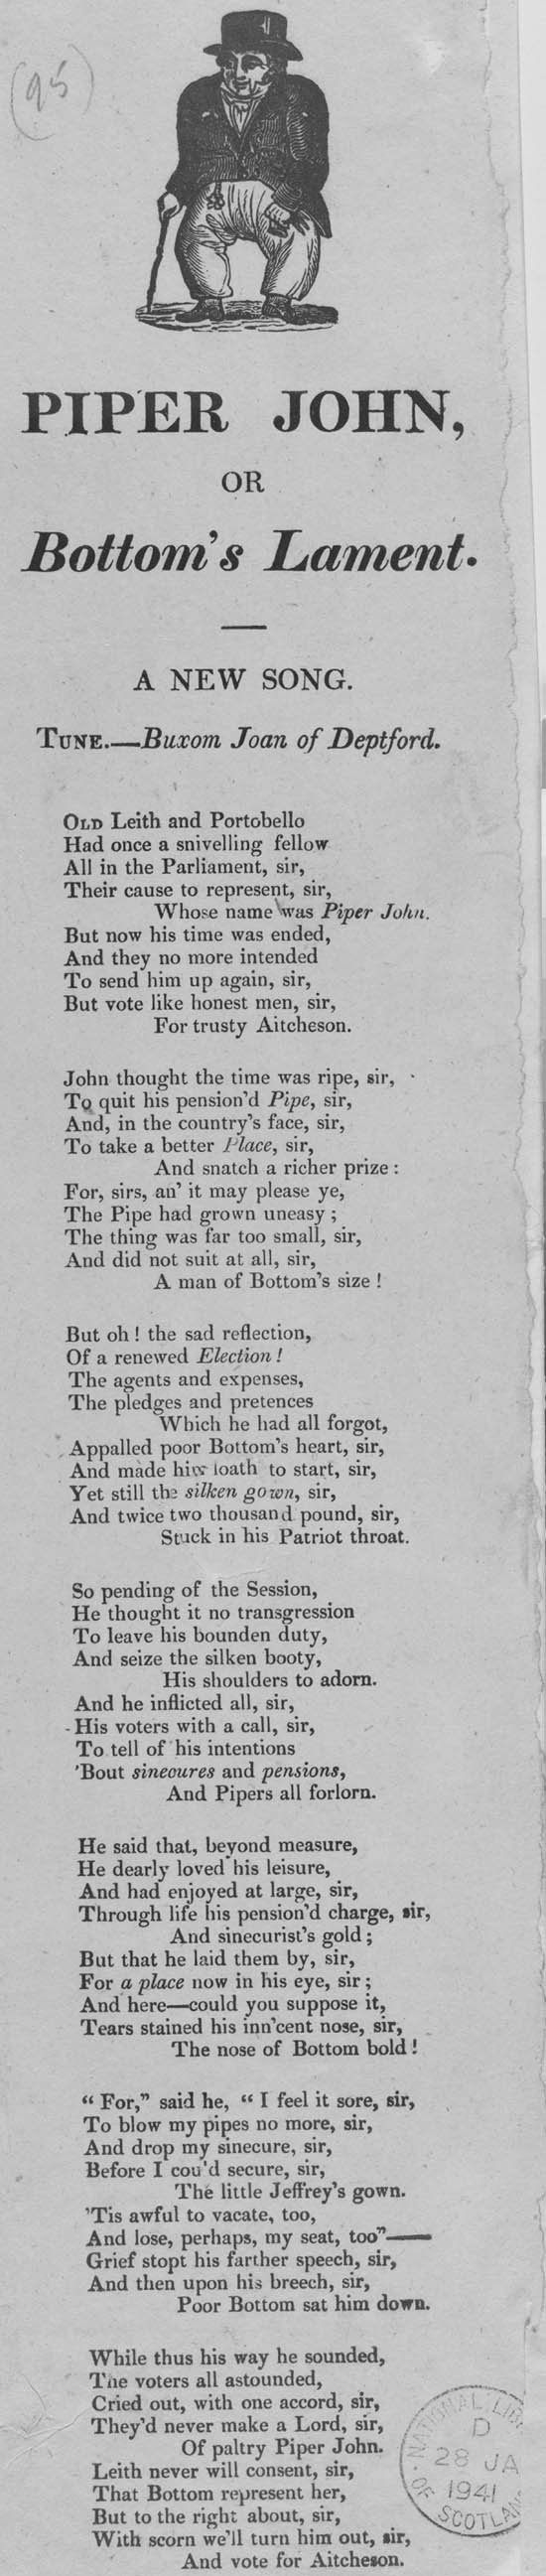 (95)
PIPER JOHN,
OR
Bottom's Lament.
A NEW SONG.
TUNE.—Buxom Joan of Deptford.
OLD Leith and Portobello
Had once a snivelling fellow
All in the Parliament, sir,
Their cause to represent, sir,
Whose name was Piper John.
But now his time was ended,
And they no more intended
To send him up again, sir,
But vote like honest men, sir,
For trusty Aitcheson.
John thought the time was ripe, sir,
To quit his pension'd Pipe, sir,
And, in the country's face, sir,
To take a better Place, sir,
And snatch a richer prize :
For, sirs, an' it may please ye,
The Pipe had grown uneasy ;
The thing was far too small, sir,
And did not suit at all, sir,
A man of Bottom's size !
But oh ! the sad reflection,
Of a renewed Election !
The agents and expenses,
The pledges and pretences
Which he had all forgot,
Appalled poor Bottom's heart, sir,
And made him loath to start, sir,
Yet still the silken gown, sir,
And twice two thousand pound, sir,
Stuck in his Patriot throat.
So pending of the Session,
He thought it no transgression
To leave his bounden duty,
And seize the silken booty,
His shoulders to adorn.
And he inflicted all, sir,
His voters with a call, sir,
To tell of his intentions
'Bout sinecures and pensions,
And Pipers all forlorn.
He said that, beyond measure,
He dearly loved his leisure,
And had enjoyed at large, sir,
Through life his pension'd charge, sir,
And sinecurist's gold ;
But that he laid them by, sir,
For a place now in his eye, sir ;
And here—could you suppose it,
Tears stained his inn'cent nose, sir,
The nose of Bottom bold !
" For," said he, " I feel it sore, sir,
To blow my pipes no more, sir,
And drop my sinecure, sir,
Before I cou'd secure, sir,
The little Jeffrey's gown.
'Tis awful to vacate, too,
And lose, perhaps, my seat, too"——
Grief stopt his farther speech, sir,
And then upon his breech, sir,
Poor Bottom sat him down.
While thus his way he sounded,
The voters all astounded,
Cried out, with one accord, sir,
They'd never make a Lord, sir,
Of paltry Piper John.
Leith never will consent, sir,
That Bottom represent her,
But to the right about, sir,
With scorn we'll turn him out, sir,
And vote for Aitcheson.
NATIONAL LIB
D
28 JA
1941
OF SCOTLAN